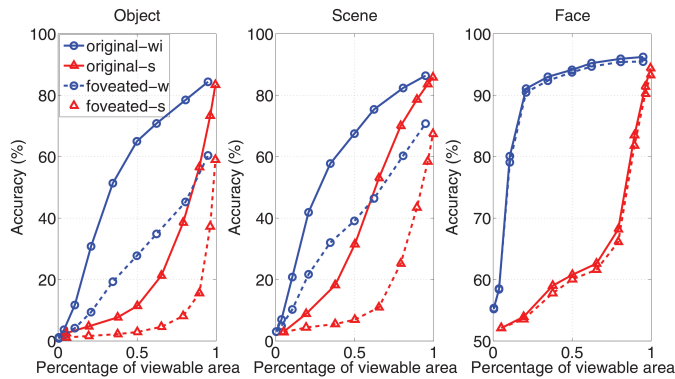 Object
Accuracy (%)
100
80
60
40
20
0
original-wi
original-s
foveated-w
foveated-s
0
0.5
1
Percentage of viewable area
Scene
Accuracy (%)
100
80
60
40
20
0
0
0.5
1
Percentage of viewable area
Face
Accuracy (%)
100
90
80
70
60
50
0
0.5
1
Percentage of viewable area